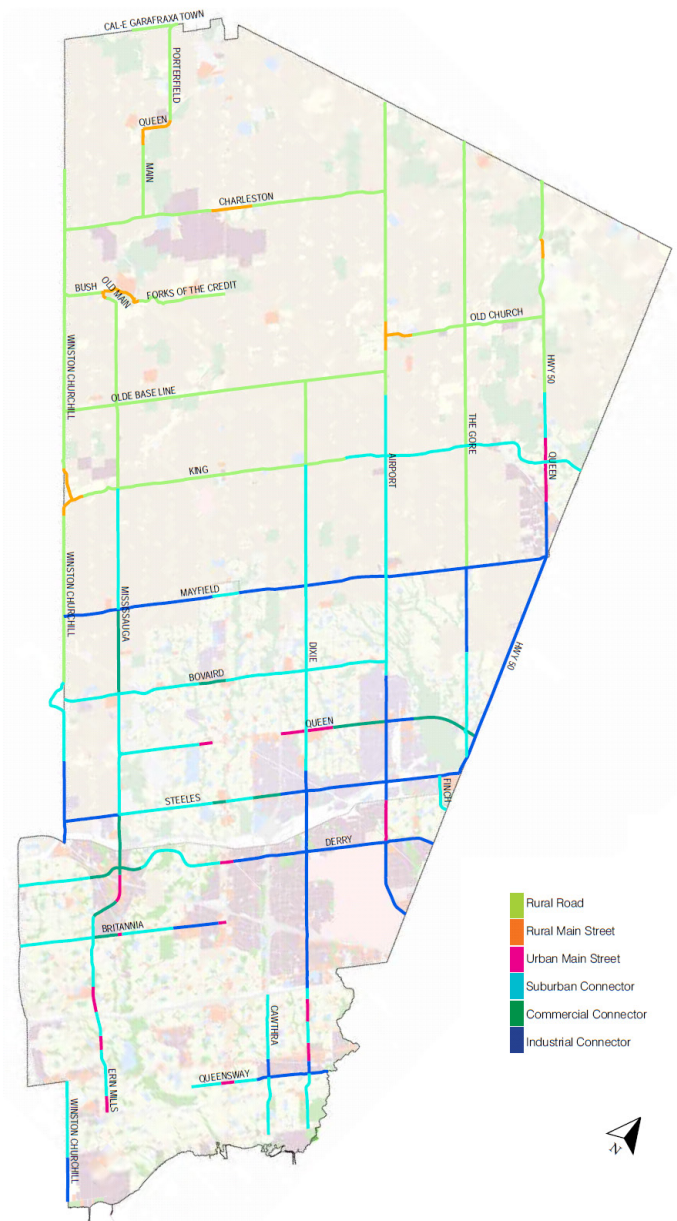 CAL-E GARAFRAXA TOWN
PORTERFIELD
QUEEN
MAIN
CHARLESTON
BUSH
OLD MAIN
FORKS OF THE CREDIT
OLD CHURCH
WINSTON CHURCHILL
HWY 50
OLDE BASE LINE
THE GORE
AIRPORT
KING
QUEEN
WINSTON CHURCHILL
MISSISSAUGA
MAYFIELD
DIXIE
HWY 50
BOVAIRD
QUEEN
STEELES
FINCH
DERRY
BRITANNIA
CAWTHRA
QUEENSWAY
ERIN MILLS
WINSTON CHURCHILL
Rural Road
Rural Main Street
Urban Main Street
Suburban Connector
Commercial Connector
Industrial Connector
N